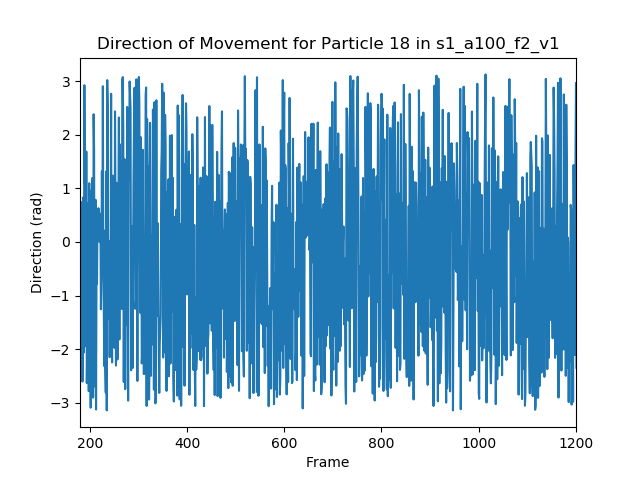 Direction of Movement for Particle 18 in s1_a100_f2_v1
3
2
1
0
−1
−2
−3
Direction (rad)
200 400 600 800 1000 1200
Frame